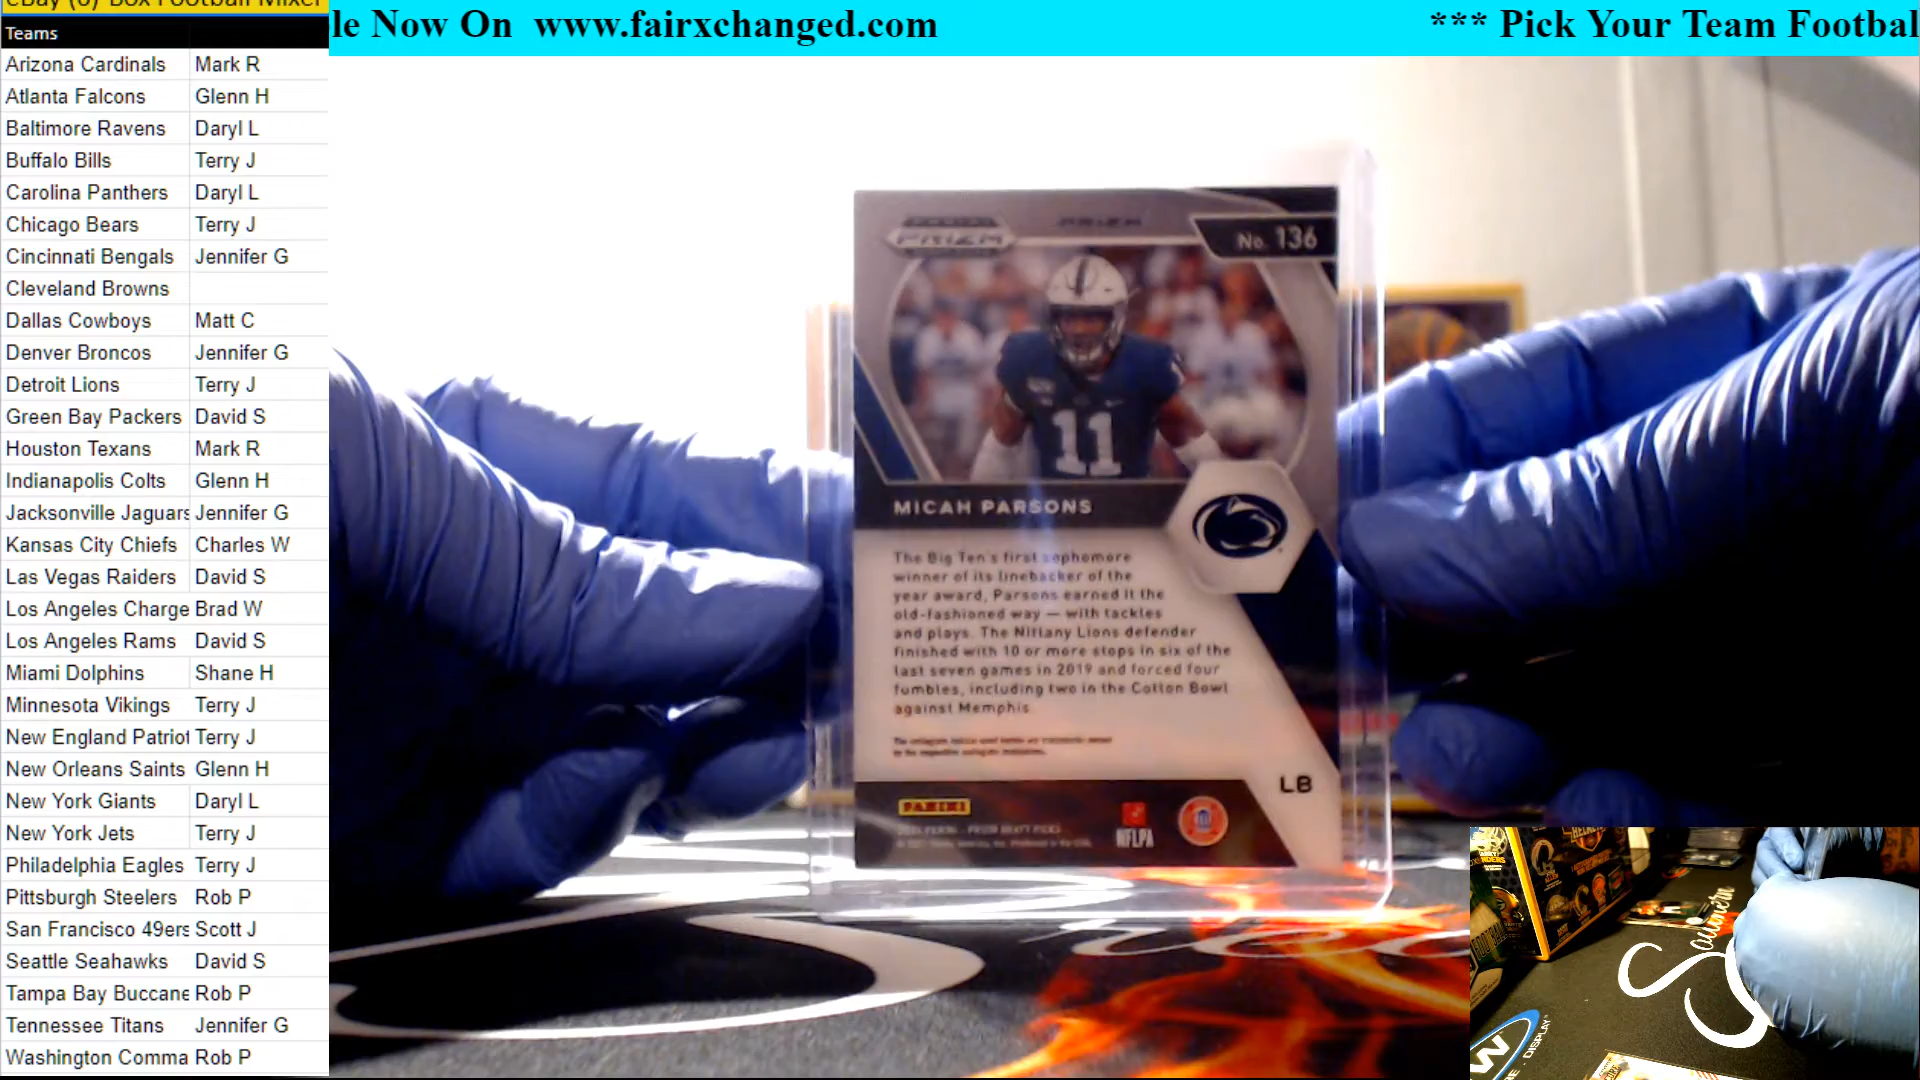 eBay (6) Box Football Mixer
le Now On www.fairxchanged.com
*** Pick Your Team Footbal
Teams
Arizona Cardinals Mark R
Atlanta Falcons Glenn H
Baltimore Ravens Daryl L
Buffalo Bills Terry J
Carolina Panthers Daryl L
Chicago Bears Terry J
Cincinnati Bengals Jennifer G
Cleveland Browns
Dallas Cowboys Matt C
Denver Broncos Jennifer G
Detroit Lions Terry J
Green Bay Packers David S
Houston Texans Mark R
Indianapolis Colts Glenn H
Jacksonville Jaguars Jennifer G
Kansas City Chiefs Charles W
Las Vegas Raiders David S
Los Angeles Charge Brad W
Los Angeles Rams David S
Miami Dolphins Shane H
Minnesota Vikings Terry J
New England Patriot Terry J
New Orleans Saints Glenn H
New York Giants Daryl L
New York Jets Terry J
Philadelphia Eagles Terry J
Pittsburgh Steelers Rob P
San Francisco 49ers Scott J
Seattle Seahawks David S
Tampa Bay Buccane Rob P
Tennessee Titans Jennifer G
Washington Comma Rob P
PRIZM
PRIZM
No. 136
11
MICAH PARSONS
The Big Ten's first sophomore
winner of its linebacker of the
year award, Parsons earned it the
old-fashioned way — with tackles
and plays. The Nittany Lions defender
finished with 10 or more stops in six of the
last seven games in 2019 and forced four
fumbles, including two in the Cotton Bowl
against Memphis.
LB
PANINI
NFLPA
DISPLAY